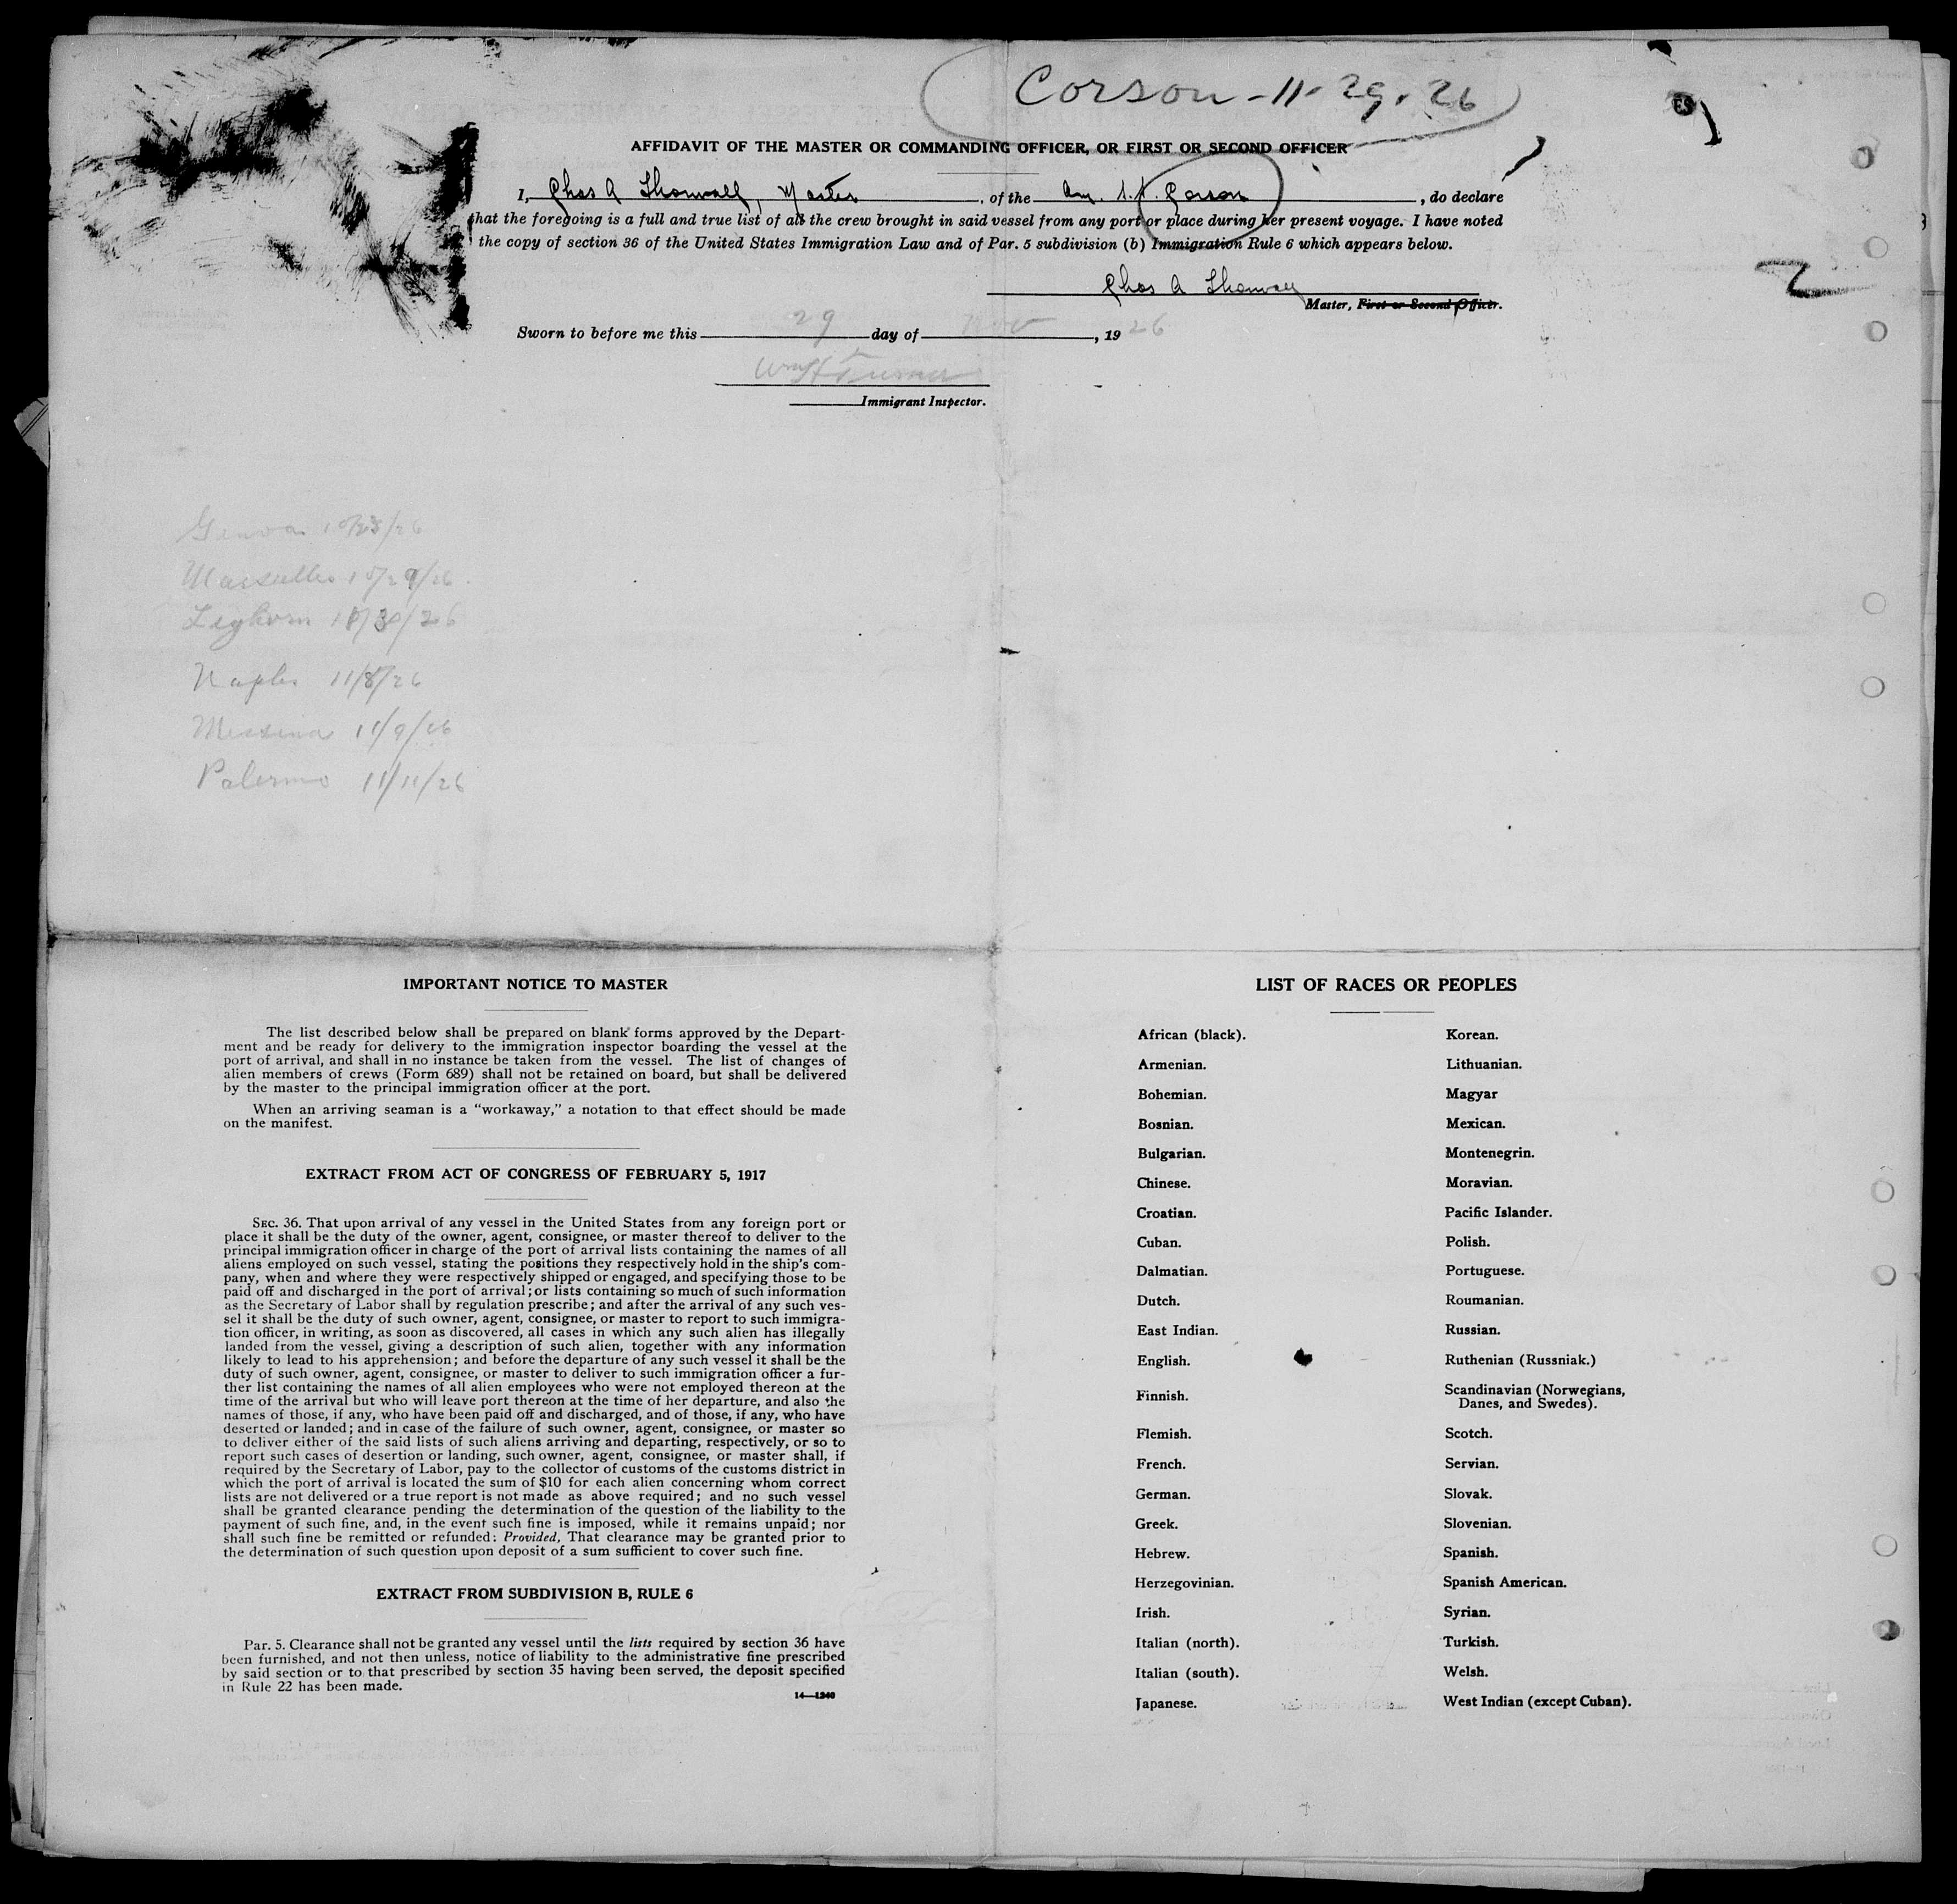 Corson - 11 - 29 - 26
AFFIDAVIT OF THE MASTER OR COMMANDING OFFICER, OR FIRST OR SECOND OFFICER
I, Chas A , Master , of the Am. S.S. Corson , do declare
that the foregoing is a full and true list of all the crew brought in said vessel from any port or place during her present voyage. I have noted
the copy of section 36 of the United States Immigration Law and of Par. 5 subdivision (b) Immigration Rule 6 which appears below.
2
Chas A
Master, First or Second Officer.
Sworn to before me this 29 day of Nov , 19 26
Wm H Turner
Immigrant Inspector.
Genoa 10/23/26
Marseilles 10/29/26.
Leghorn 10/30/26
Naples 11/8/26
Messina 11/9/26
Palermo 11/11/26
IMPORTANT NOTICE TO MASTER
The list described below shall be prepared on blank forms approved by the Depart-
ment and be ready for delivery to the immigration inspector boarding the vessel at the
port of arrival, and shall in no instance be taken from the vessel. The list of changes of
alien members of crews (Form 689) shall not be retained on board, but shall be delivered
by the master to the principal immigration officer at the port.
When an arriving seaman is a "workaway," a notation to that effect should be made
on the manifest.
EXTRACT FROM ACT OF CONGRESS OF FEBRUARY 5, 1917
SEC. 36. That upon arrival of any vessel in the United States from any foreign port or
place it shall be the duty of the owner, agent, consignee, or master thereof to deliver to the
principal immigration officer in charge of the port of arrival lists containing the names of all
aliens employed on such vessel, stating the positions they respectively hold in the ship's com-
pany, when and where they were respectively shipped or engaged, and specifying those to be
paid off and discharged in the port of arrival; or lists containing so much of such information
as the Secretary of Labor shall by regulation prescribe; and after the arrival of any such ves-
sel it shall be the duty of such owner, agent, consignee, or master to report to such immigra-
tion officer, in writing, as soon as discovered, all cases in which any such alien has illegally
landed from the vessel, giving a description of such alien, together with any information
likely to lead to his apprehension; and before the departure of any such vessel it shall be the
duty of such owner, agent, consignee, or master to deliver to such immigration officer a fur-
ther list containing the names of all alien employees who were not employed thereon at the
time of the arrival but who will leave port thereon at the time of her departure, and also the
names of those, if any, who have been paid off and discharged, and of those, if any, who have
deserted or landed; and in case of the failure of such owner, agent, consignee, or master so
to deliver either of the said lists of such aliens arriving and departing, respectively, or so to
report such cases of desertion or landing, such owner, agent, consignee, or master shall, if
required by the Secretary of Labor, pay to the collector of customs of the customs district in
which the port of arrival is located the sum of $10 for each alien concerning whom correct
lists are not delivered or a true report is not made as above required; and no such vessel
shall be granted clearance pending the determination of the question of the liability to the
payment of such fine, and, in the event such fine is imposed, while it remains unpaid; nor
shall such fine be remitted or refunded: Provided, That clearance may be granted prior to
the determination of such question upon deposit of a sum sufficient to cover such fine.
EXTRACT FROM SUBDIVISION B, RULE 6
Par. 5. Clearance shall not be granted any vessel until the lists required by section 36 have
been furnished, and not then unless, notice of liability to the administrative fine prescribed
by said section or to that prescribed by section 35 having been served, the deposit specified
in Rule 22 has been made.
14—1240
LIST OF RACES OR PEOPLES
African (black).
Armenian.
Bohemian.
Bosnian.
Bulgarian.
Chinese.
Croatian.
Cuban.
Dalmatian.
Dutch.
East Indian.
English.
Finnish.
Flemish.
French.
German.
Greek.
Hebrew.
Herzegovinian.
Irish.
Italian (north).
Italian (south).
Japanese.
Korean.
Lithuanian.
Magyar
Mexican.
Montenegrin.
Moravian.
Pacific Islander.
Polish.
Portuguese.
Roumanian.
Russian.
Ruthenian (Russniak.)
Scandinavian (Norwegians,
Danes, and Swedes).
Scotch.
Servian.
Slovak.
Slovenian.
Spanish.
Spanish American.
Syrian.
Turkish.
Welsh.
West Indian (except Cuban).